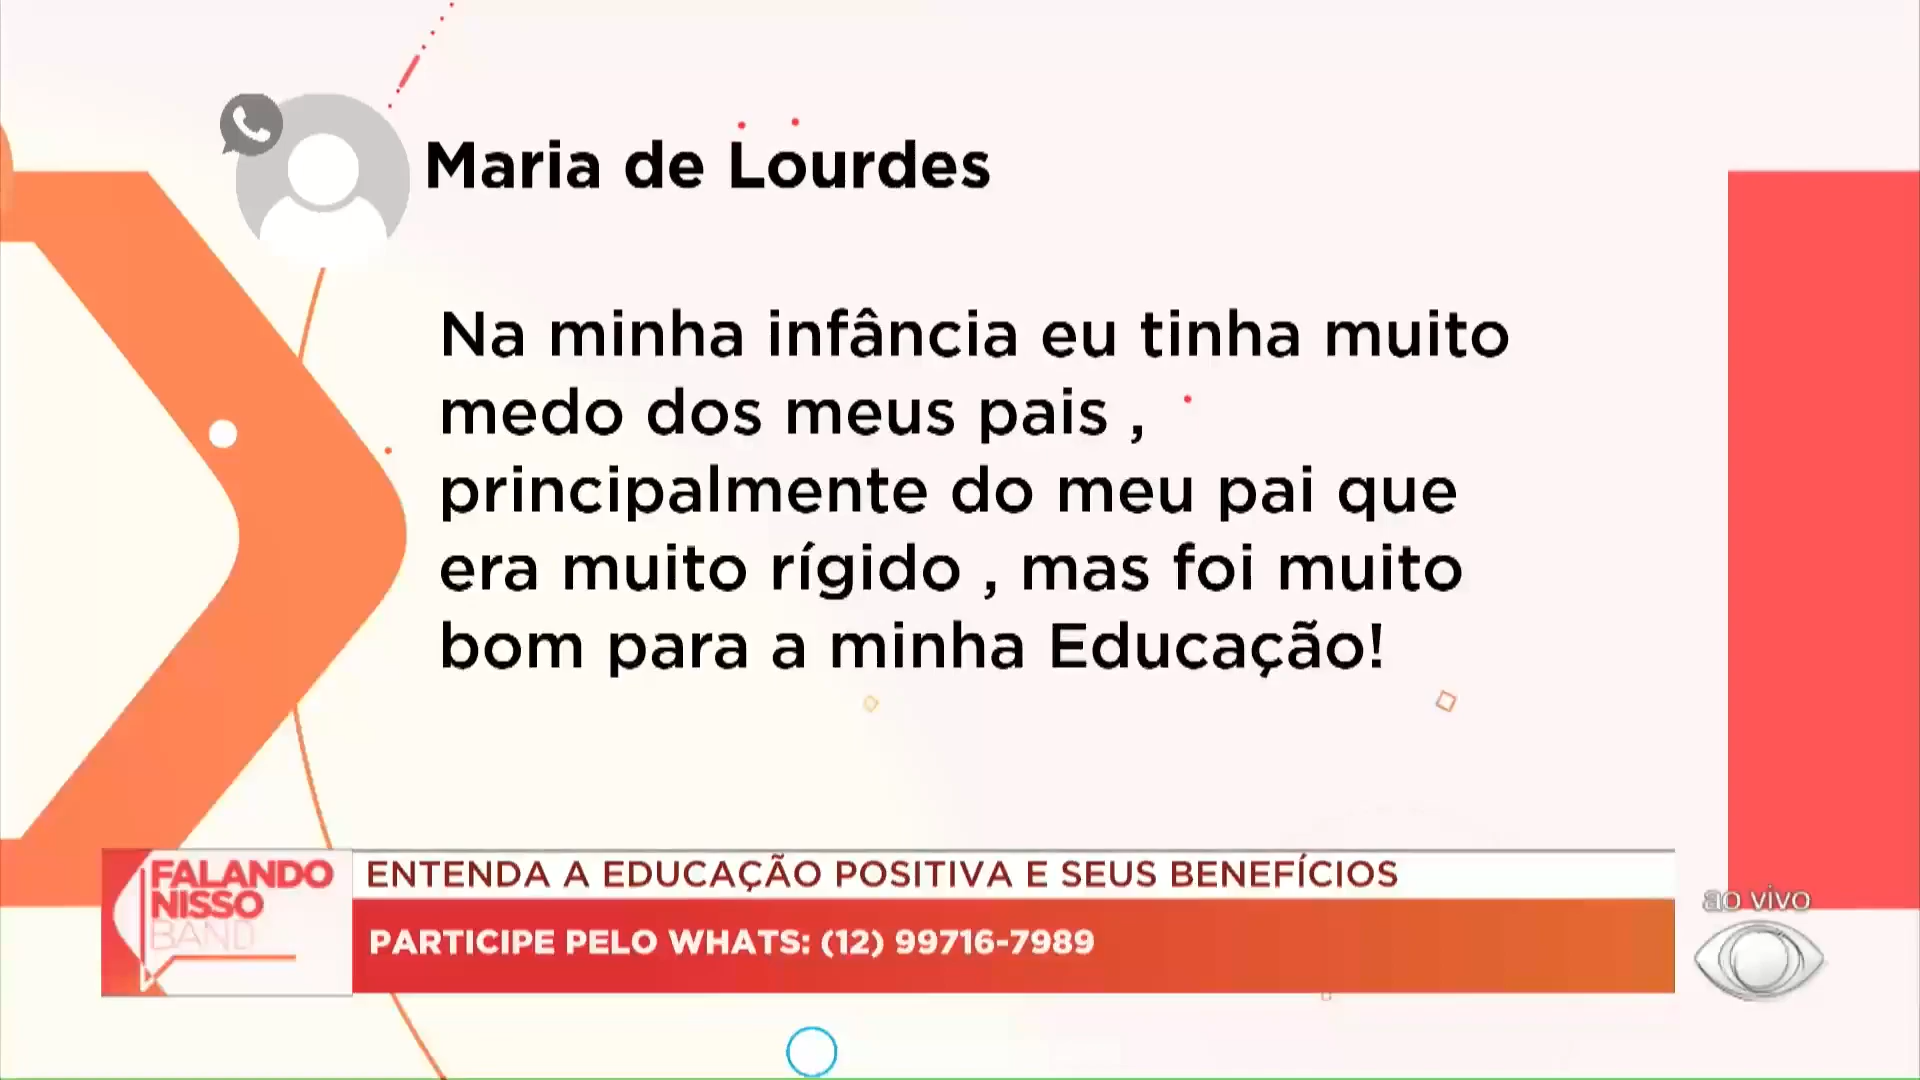 Maria de Lourdes
Na minha infância eu tinha muito
medo dos meus pais ,
principalmente do meu pai que
era muito rígido , mas foi muito
bom para a minha Educação!
FALANDO
NISSO
BAND
ENTENDA A EDUCAÇÃO POSITIVA E SEUS BENEFÍCIOS
PARTICIPE PELO WHATS: (12) 99716-7989
ao vivo